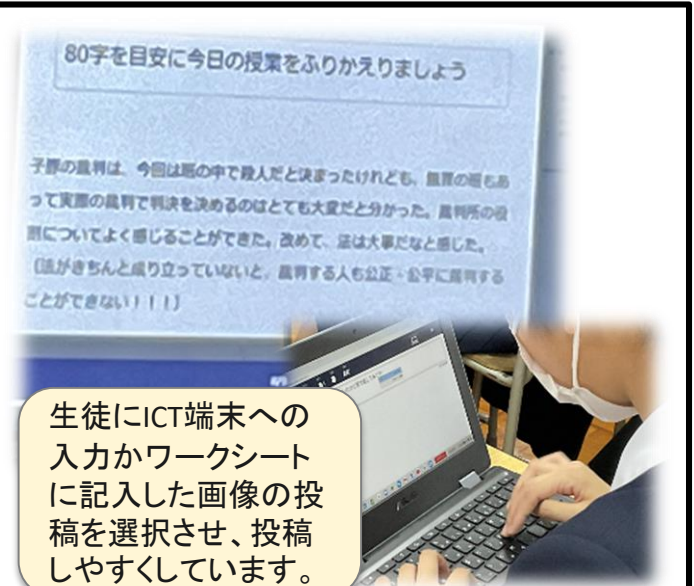 80字を目安に今日の授業をふりかえりましょう
子豚の裁判は、今回は班の中で殺人だと決まったけれども、無罪の班もあ
って実際の裁判で判決を決めるのはとても大変だと分かった。裁判所の役
割についてよく感じることができた。改めて、法は大事だなと感じた。
(法がきちんと成り立っていないと、裁判する人も公正・公平に裁判する
ことができない!!!)
生徒にICT端末への
入力かワークシート
に記入した画像の投
稿を選択させ、投稿
しやすくしています。